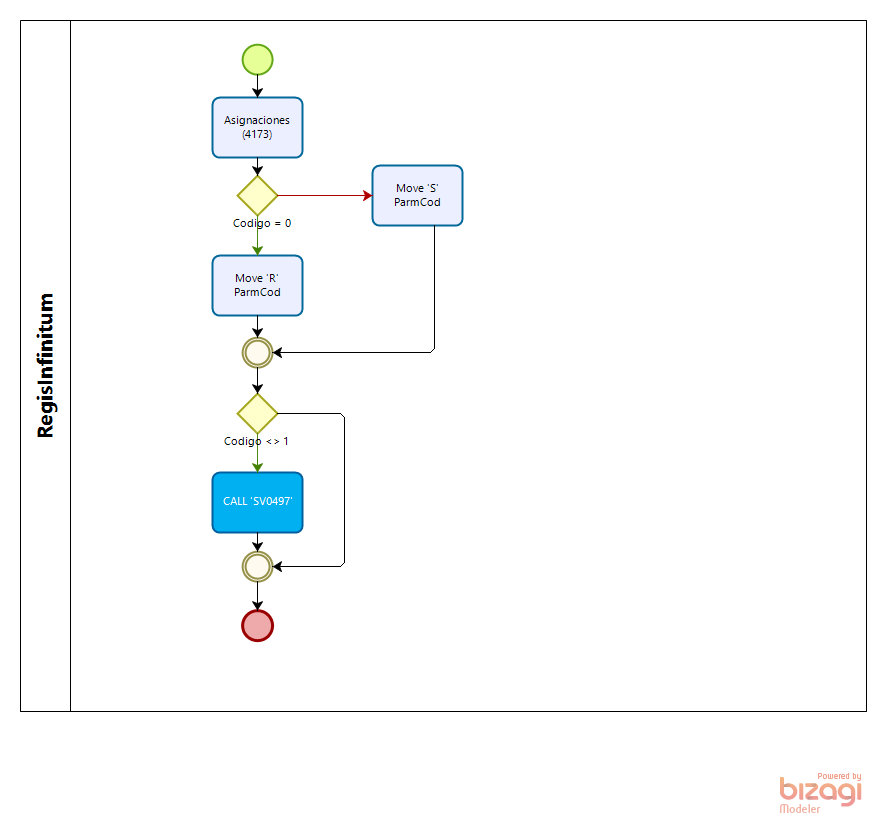 RegisInfinitum
Asignaciones
(4173)
Codigo = 0
Move 'S'
ParmCod
Move 'R'
ParmCod
Codigo <> 1
CALL 'SV0497'
Powered by
bizagi
Modeler